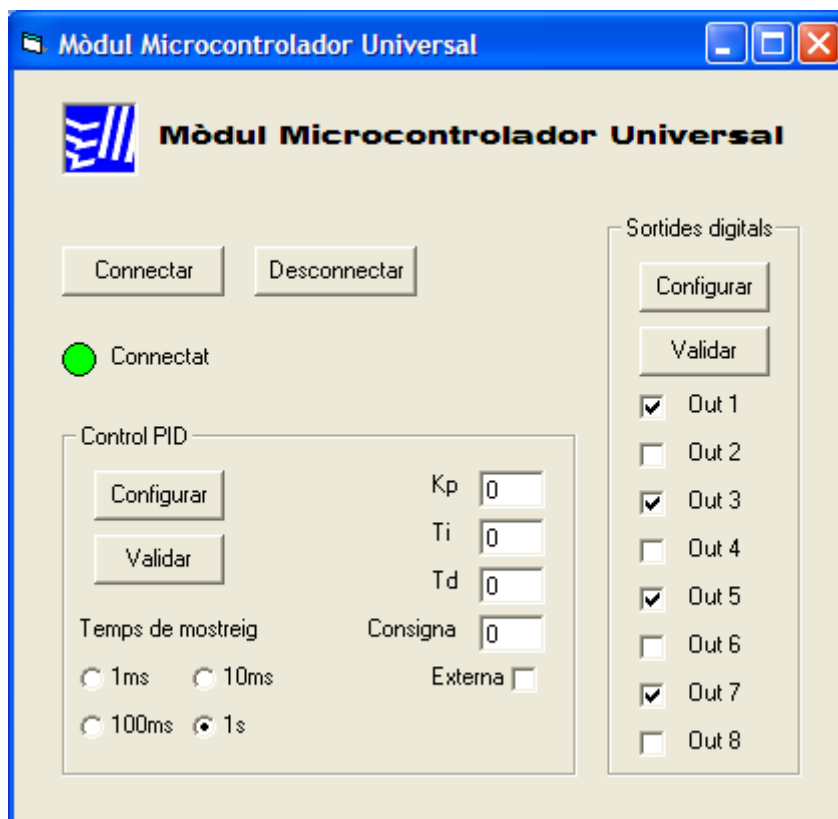 Mòdul Microcontrolador Universal
Mòdul Microcontrolador Universal
Connectar
Desconnectar
Connectat
Control PID
Configurar
Validar
Kp 0
Ti 0
Td 0
Consigna 0
Externa
Temps de mostreig
1ms 10ms
100ms 1s
Sortides digitals
Configurar
Validar
Out 1
Out 2
Out 3
Out 4
Out 5
Out 6
Out 7
Out 8